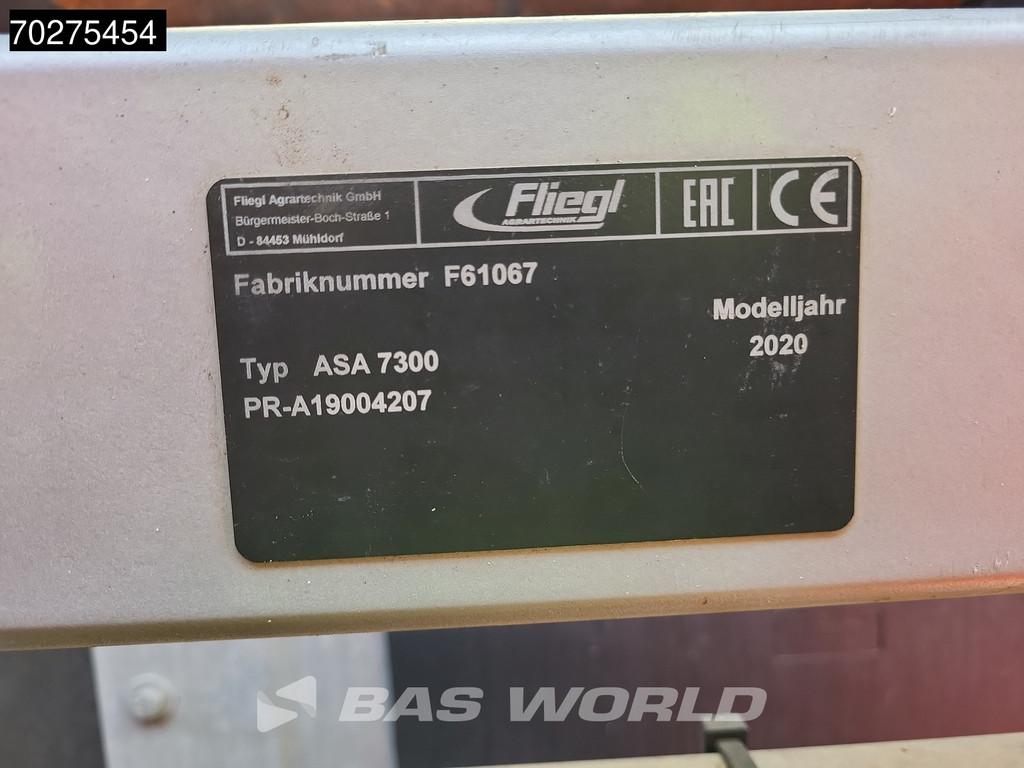 70275454
Fliegl Agrartechnik GmbH
Bürgermeister-Boch-Straße 1
D - 84453 Mühldorf
Fliegl
AGRARTECHNIK
EAC
CE
Fabriknummer F61067
Modelljahr
2020
Typ ASA 7300
PR-A19004207
BAS WORLD